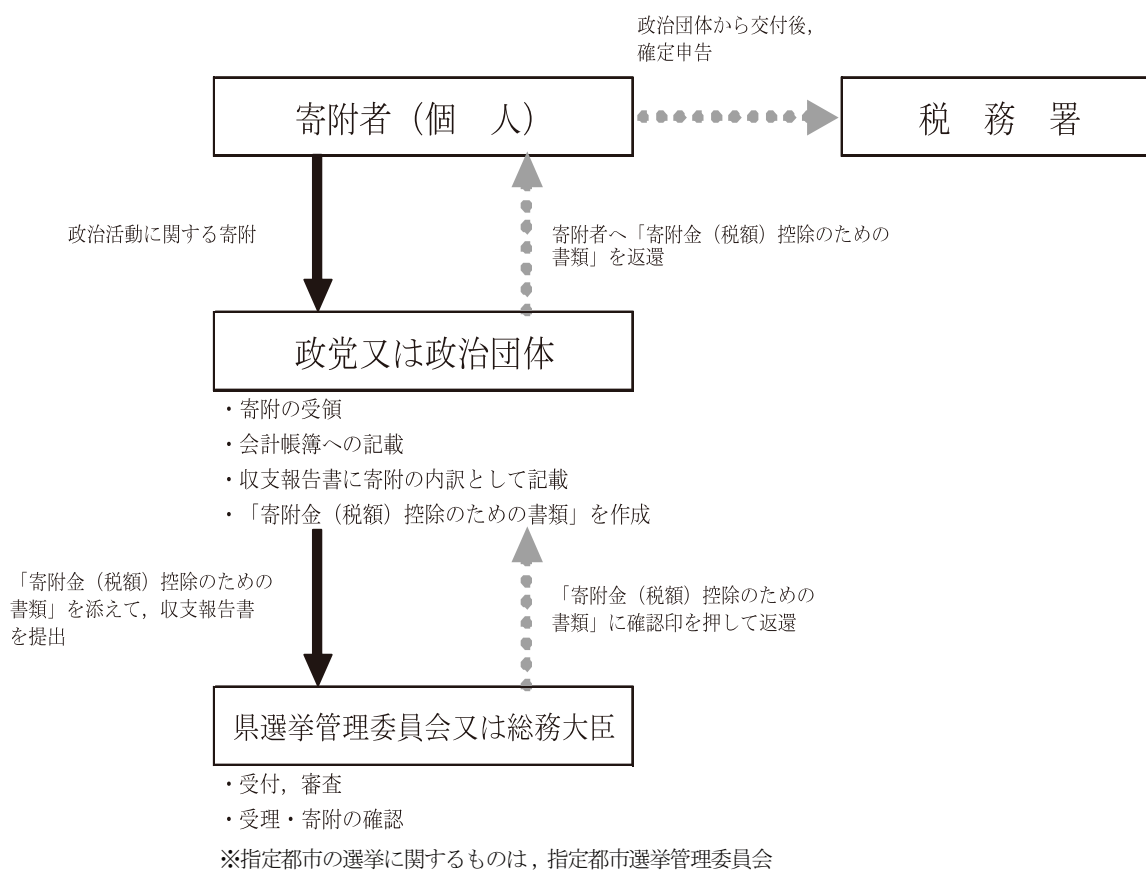 政治団体から交付後，
確定申告
寄附者（個　人）
税　務　署
政治活動に関する寄附
寄附者へ「寄附金（税額）控除のための
書類」を返還
政党又は政治団体
・寄附の受領
・会計帳簿への記載
・収支報告書に寄附の内訳として記載
・「寄附金（税額）控除のための書類」を作成
「寄附金（税額）控除のための
書類」を添えて，収支報告書
を提出
「寄附金（税額）控除のための
書類」に確認印を押して返還
県選挙管理委員会又は総務大臣
・受付，審査
・受理・寄附の確認
※指定都市の選挙に関するものは，指定都市選挙管理委員会